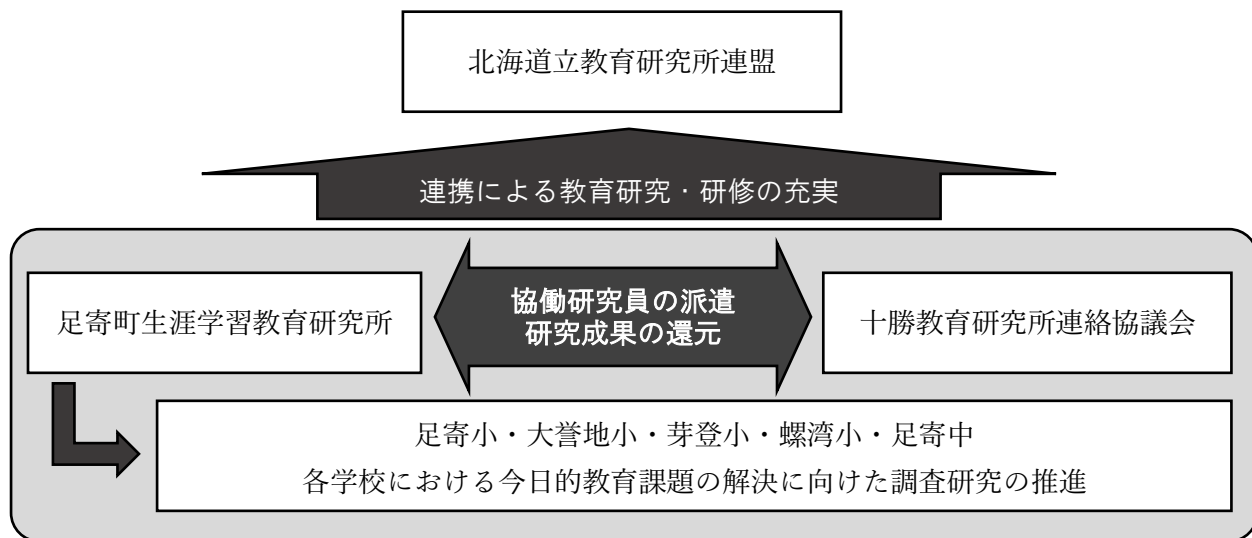 北海道立教育研究所連盟
連携による教育研究・研修の充実
協働研究員の派遣
研究成果の還元
足寄町生涯学習教育研究所
十勝教育研究所連絡協議会
足寄小・大誉地小・芽登小・螺湾小・足寄中
各学校における今日的教育課題の解決に向けた調査研究の推進